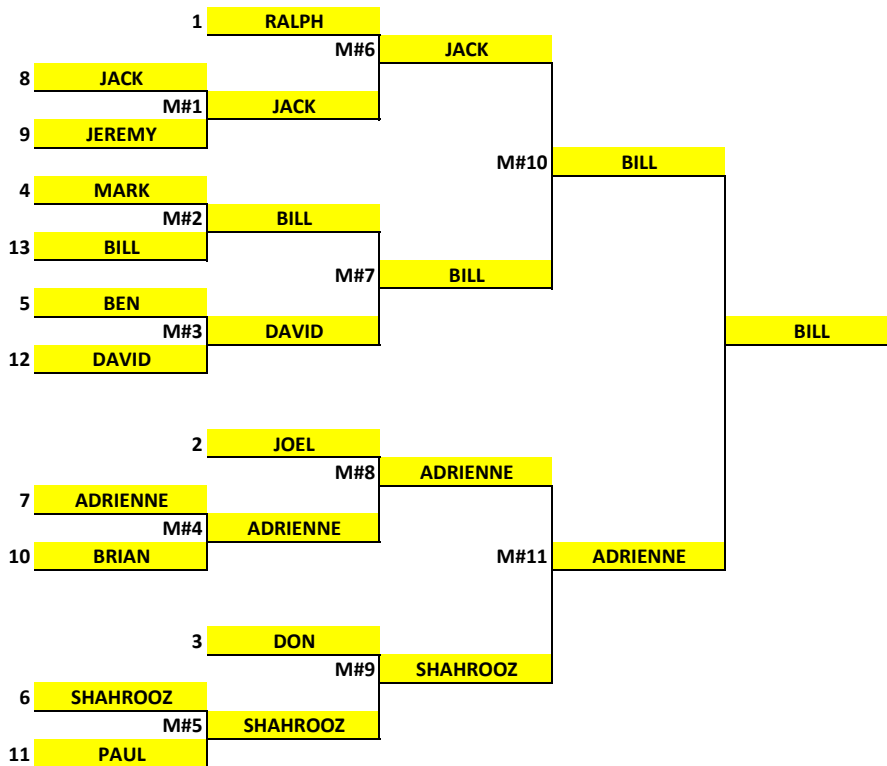 1 RALPH
M#6 JACK
8 JACK
M#1 JACK
9 JEREMY
M#10 BILL
4 MARK
M#2 BILL
13 BILL
M#7 BILL
5 BEN
M#3 DAVID BILL
12 DAVID
2 JOEL
M#8 ADRIENNE
7 ADRIENNE
M#4 ADRIENNE
10 BRIAN M#11 ADRIENNE
3 DON
M#9 SHAHROOZ
6 SHAHROOZ
M#5 SHAHROOZ
11 PAUL